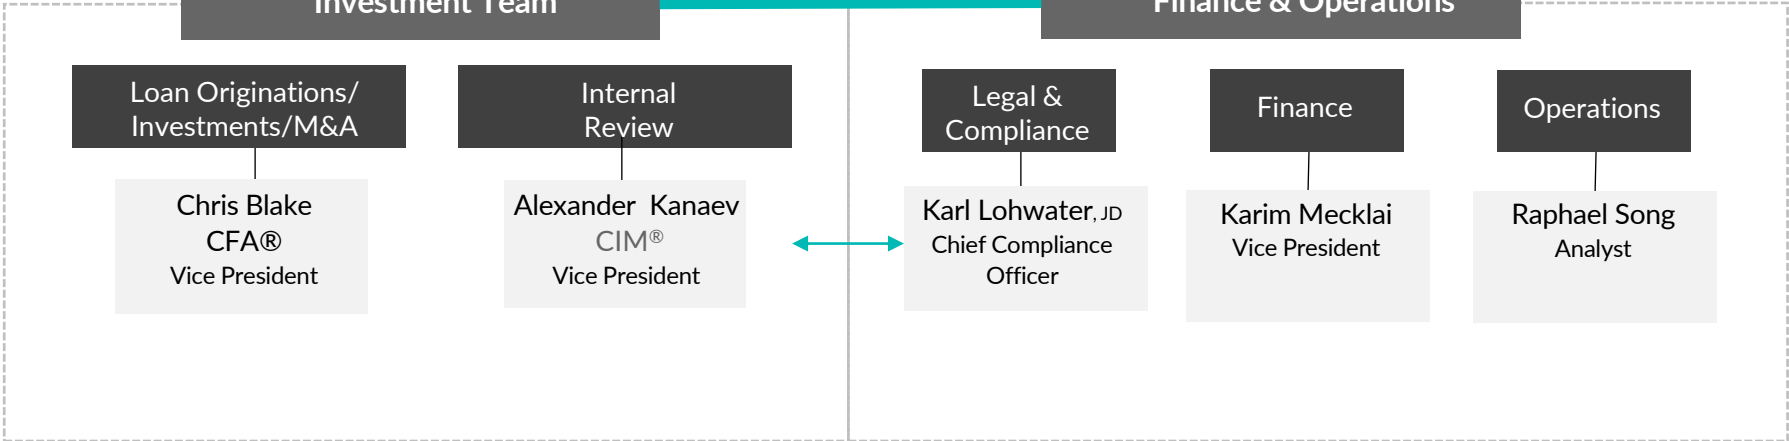 Investment Team
Finance & Operations
Loan Originations/
Investments/M&A
Internal
Review
Legal &
Compliance
Finance
Operations
Chris Blake
CFA®
Vice President
Alexander Kanaev
CIM®
Vice President
Karl Lohwater, JD
Chief Compliance
Officer
Karim Mecklai
Vice President
Raphael Song
Analyst